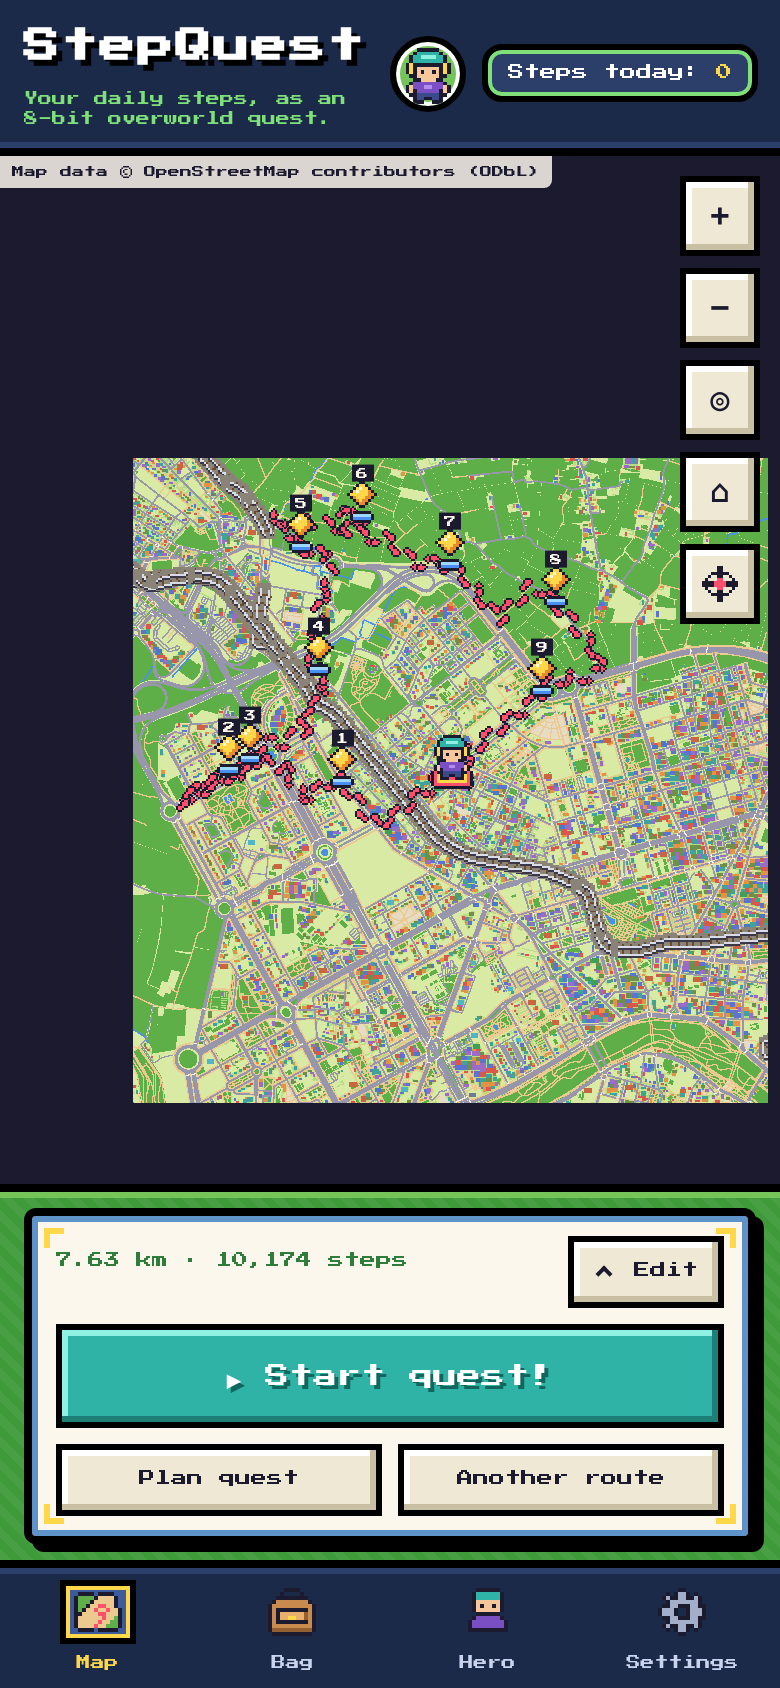 StepQuest
Your daily steps, as an
8-bit overworld quest.
Steps today: 0
Map data © OpenStreetMap contributors (ODbL)
+
−
6
5
7
8
4
9
3
2
1
7.63 km · 10,174 steps
Edit
Start quest!
Plan quest
Another route
Map
Bag
Hero
Settings